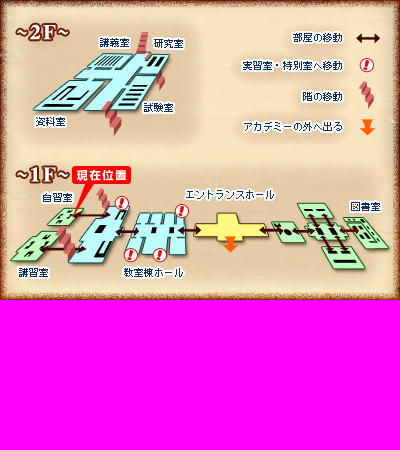 ~2F~
講義室
研究室
資料室
試験室
部屋の移動
実習室・特別室へ移動
階の移動
アカデミーの外へ出る
~1F~
現在位置
自習室
エントランスホール
図書室
講習室
教室棟ホール